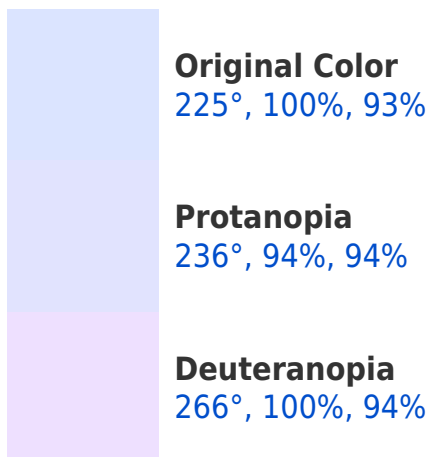 Original Color
225°, 100%, 93%
Protanopia
236°, 94%, 94%
Deuteranopia
266°, 100%, 94%